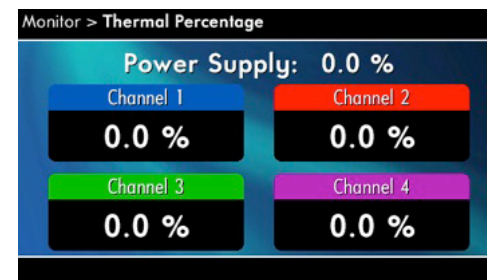 Monitor > Thermal Percentage
Power Supply: 0.0 %
Channel 1
Channel 2
0.0 %
0.0 %
Channel 3
Channel 4
0.0 %
0.0 %